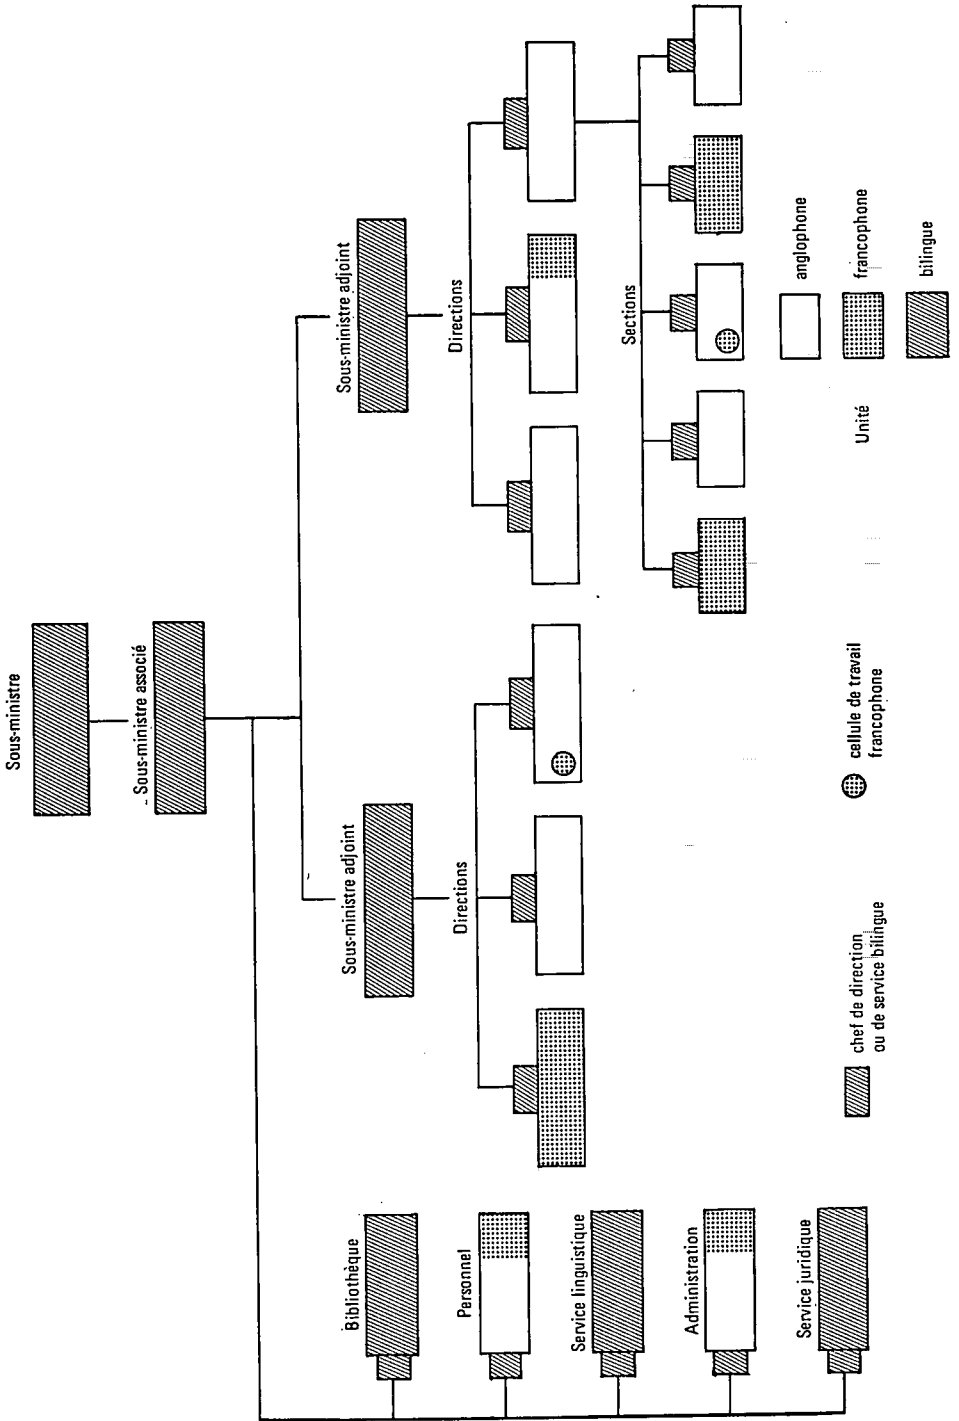 Sous-ministre
Sous-ministre associé
Sous-ministre adjoint
Sous-ministre adjoint
Bibliothèque
Personnel
Service linguistique
Administration
Service juridique
Directions
Directions
Sections
chef de direction
ou de service bilingue
cellule de travail
francophone
Unité
anglophone
francophone
bilingue